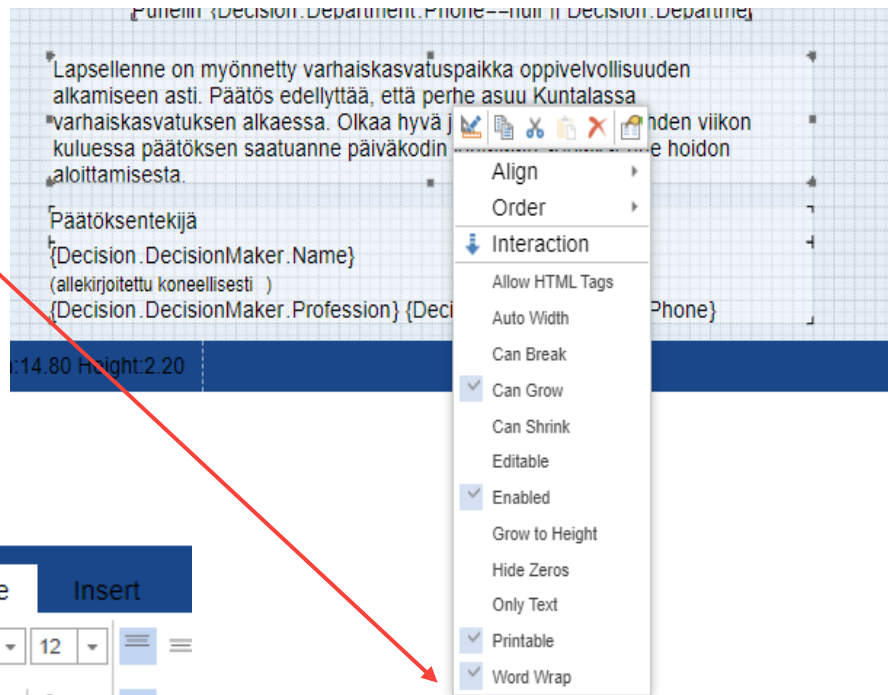 Puhelin {Decision.Department.Phone==null || Decision.Departme
Lapsellenne on myönnetty varhaiskasvatuspaikka oppivelvollisuuden
alkamiseen asti. Päätös edellyttää, että perhe asuu Kuntalassa
varhaiskasvatuksen alkaessa. Olkaa hyvä j hden viikon
kuluessa päätöksen saatuanne päiväkodin hoidon
aloittamisesta.
Align
Order
Päätöksentekijä
Interaction
{Decision.DecisionMaker.Name}
(allekirjoitettu koneellisesti )
Allow HTML Tags
{Decision.DecisionMaker.Profession} {Deci Phone}
Auto Width
:14.80 Height:2.20
Can Break
Can Grow
Can Shrink
Editable
Enabled
Grow to Height
Hide Zeros
e Insert
Only Text
12
Printable
Word Wrap